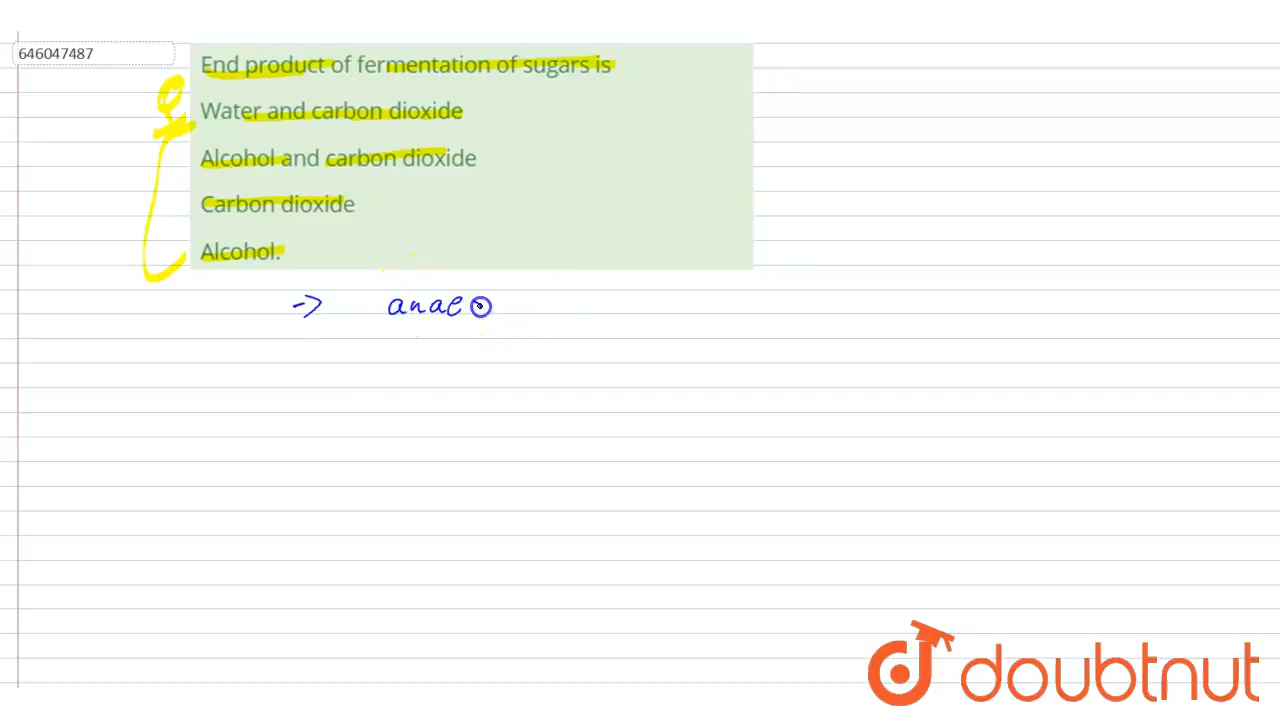 646047487
End product of fermentation of sugars is
Water and carbon dioxide
Alcohol and carbon dioxide
Carbon dioxide
Alcohol.
→ anae
doubtnut